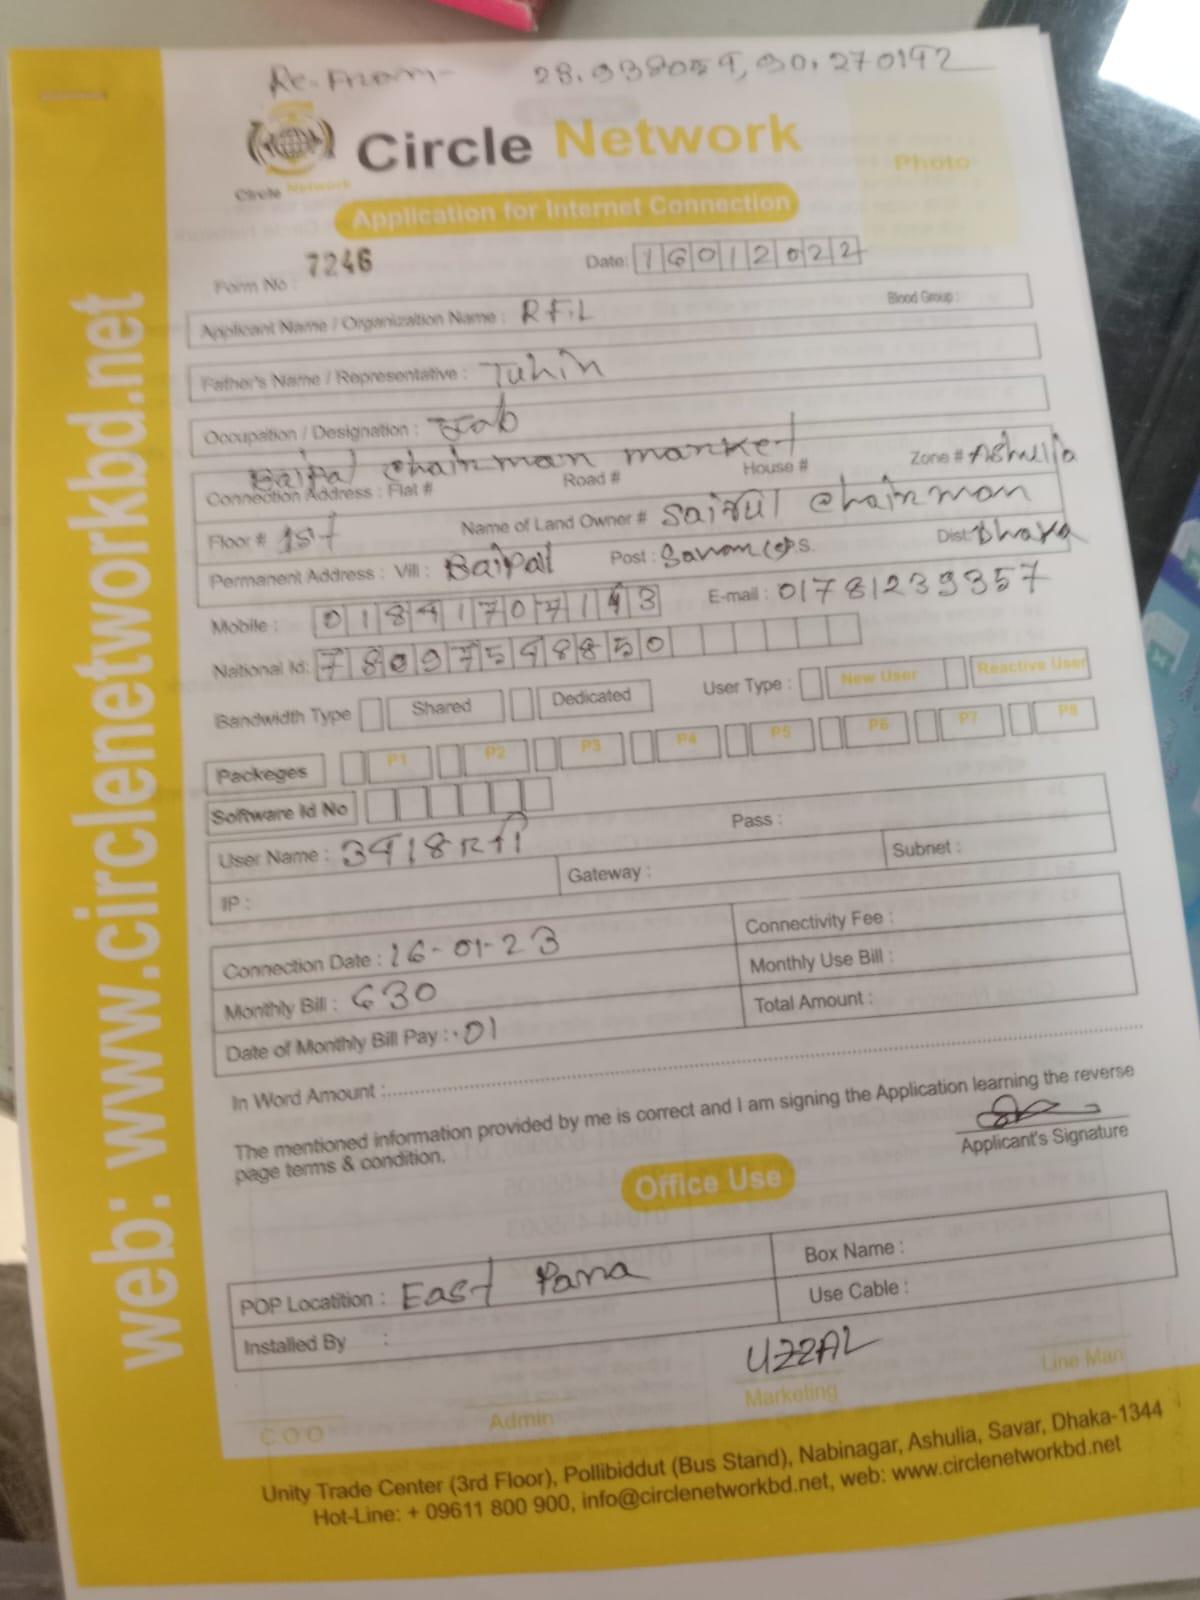 Re-From- 28.938059, 90.270192
Circle Network
Circle Network
Photo
Application for Internet Connection
Form No : 7246
Date: 16012022
Applicant Name / Organization Name : RFiL
Blood Group :
Father's Name / Representative : Tuhin
Occupation / Designation :
Baipal chairman market
Connection Address : Flat # Road # House # Zone # Ashulia
Floor # 1st Name of Land Owner # Saiful chairman
Permanent Address : Vill : Baipail Post : Savar Dist: Dhaka
Mobile : 01841707143 E-mail : 01781239357
National Id: 78097548850
Bandwidth Type Shared Dedicated User Type : New User Reactive User
Packeges P1 P2 P3 P4 P5 P6 P7 P8
Software Id No
User Name : 3418Rfi Pass :
IP : Gateway : Subnet :
Connection Date : 16-01-23 Connectivity Fee :
Monthly Bill : 630 Monthly Use Bill :
Date of Monthly Bill Pay : 01 Total Amount :
In Word Amount :
The mentioned information provided by me is correct and I am signing the Application learning the reverse
page terms & condition.
Applicant's Signature
Office Use
POP Locatition : East Para Box Name :
Installed By : Use Cable :
UZZAL
C.O.O Admin Marketing Line Man
Unity Trade Center (3rd Floor), Pollibiddut (Bus Stand), Nabinagar, Ashulia, Savar, Dhaka-1344
Hot-Line: + 09611 800 900, info@circlenetworkbd.net, web: www.circlenetworkbd.net
web: www.circlenetworkbd.net